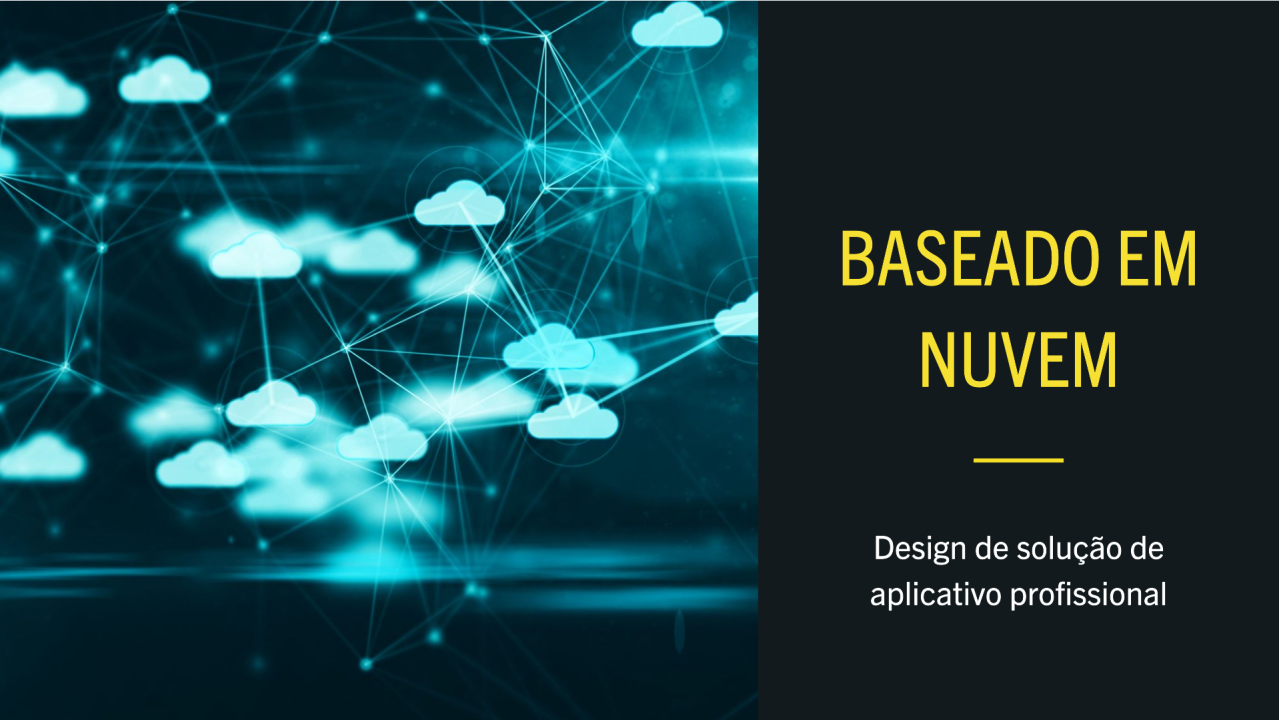 BASEADO EM
NUVEM
Design de solução de
aplicativo profissional